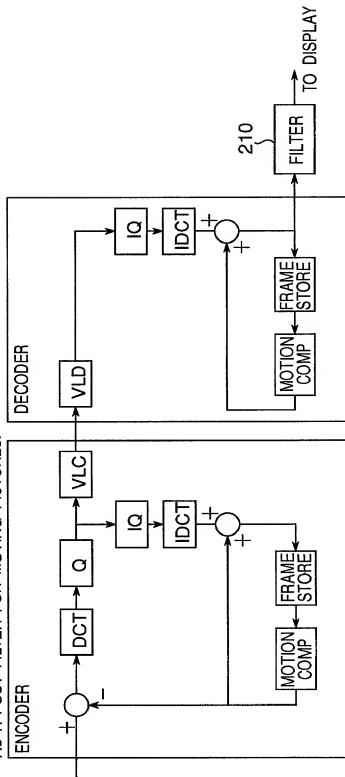 ENCODER
+
-
DCT
Q
VLC
IQ
IDCT
+
+
FRAME
STORE
MOTION
COMP
DECODER
VLD
IQ
IDCT
+
+
FRAME
STORE
MOTION
COMP
210
FILTER
TO DISPLAY